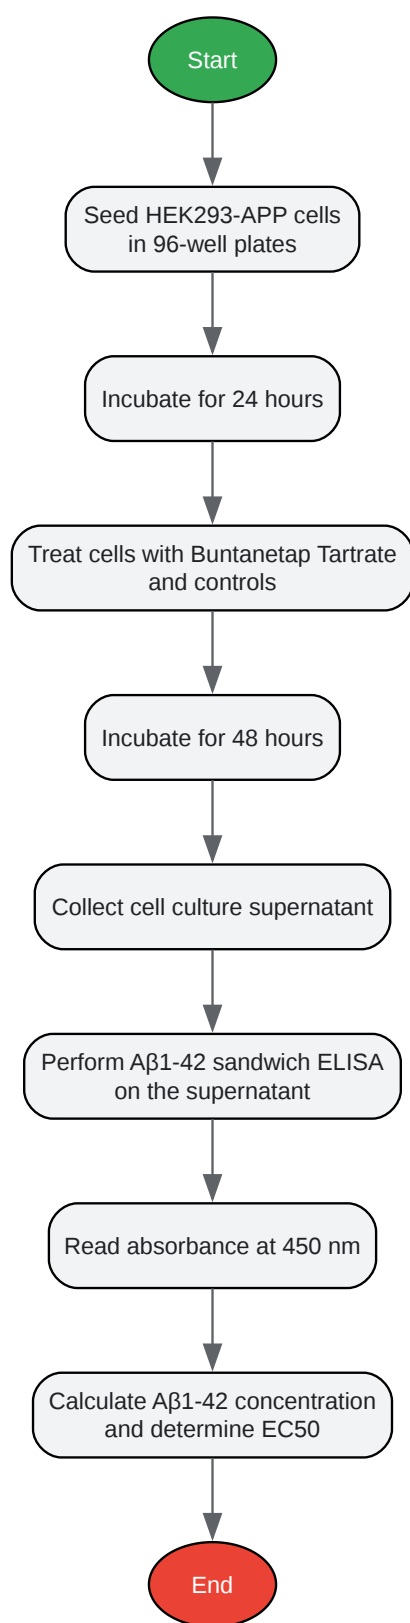 Start
Seed HEK293-APP cells
in 96-well plates
Incubate for 24 hours
Treat cells with Buntanetap Tartrate
and controls
Incubate for 48 hours
Collect cell culture supernatant
Perform Aβ1-42 sandwich ELISA
on the supernatant
Read absorbance at 450 nm
Calculate Aβ1-42 concentration
and determine EC50
End